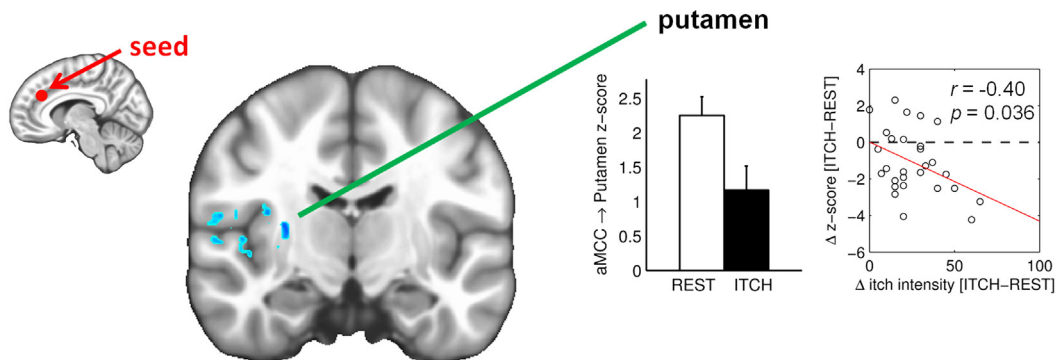 putamen
seed
aMCC → Putamen z-score
2.5
2
1.5
1
0.5
0
REST ITCH
Δ z-score [ITCH−REST]
4
2
0
−2
−4
−6
r = -0.40
p = 0.036
0 50 100
Δ itch intensity [ITCH−REST]